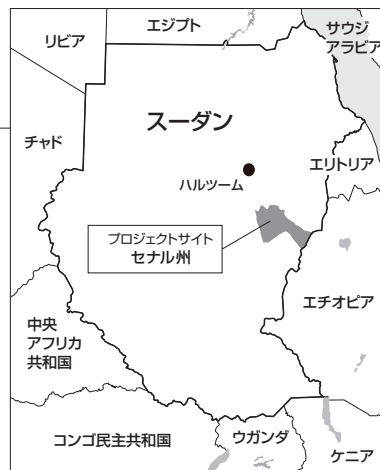 エジプト
リビア
サウジ
アラビア
スーダン
チャド
エリトリア
ハルツーム
プロジェクトサイト
セナル州
エチオピア
中央
アフリカ
共和国
コンゴ民主共和国
ウガンダ
ケニア